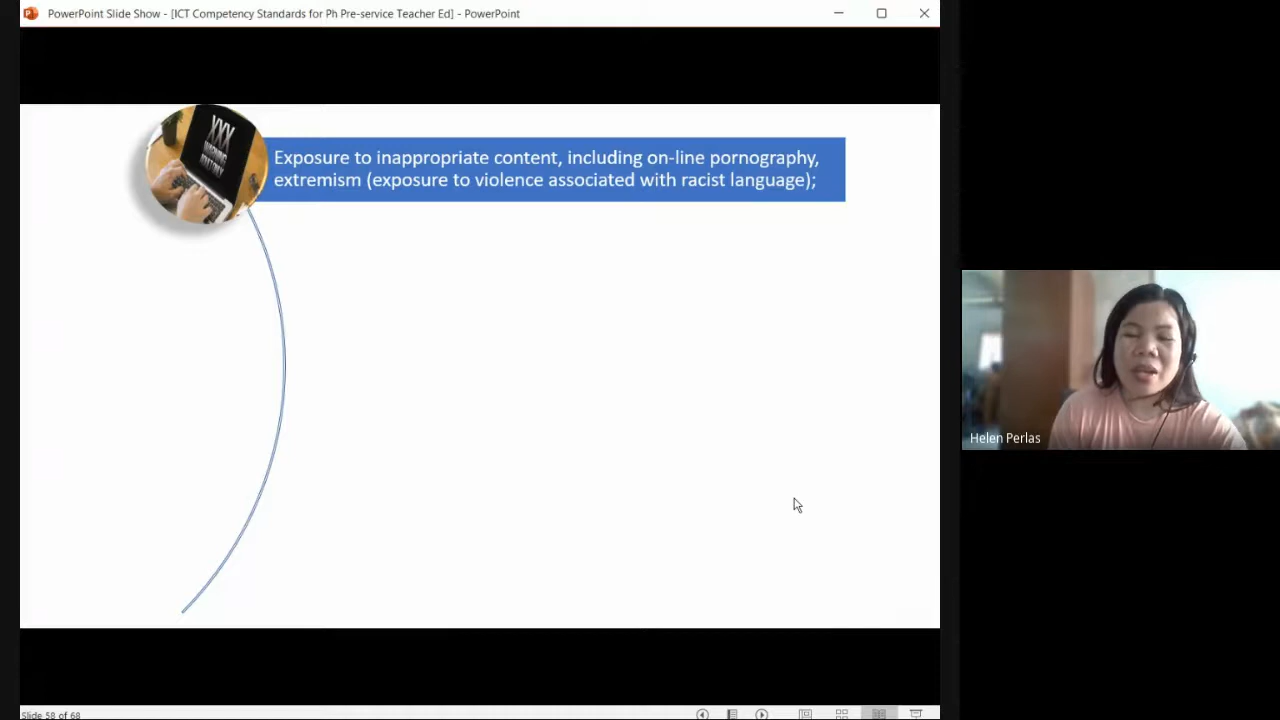 PowerPoint Slide Show - [ICT Competency Standards for Ph Pre-service Teacher Ed] - PowerPoint
XXX
Exposure to inappropriate content, including on-line pornography,
extremism (exposure to violence associated with racist language);
Helen Perlas
Slide 58 of 68